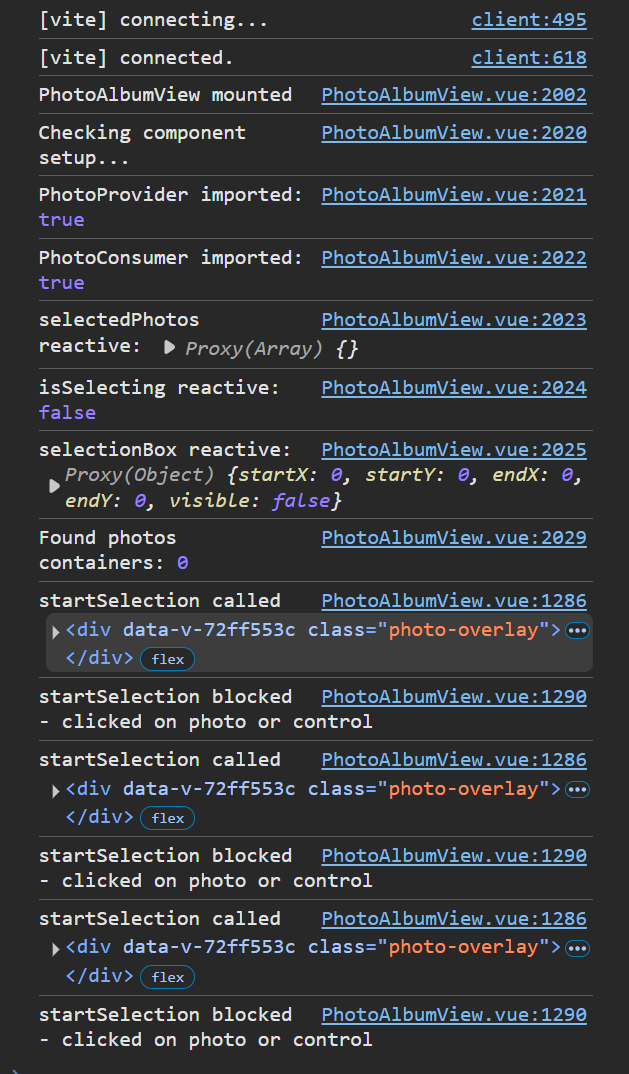 [vite] connecting... client:495
[vite] connected. client:618
PhotoAlbumView mounted PhotoAlbumView.vue:2002
Checking component PhotoAlbumView.vue:2020
setup...
PhotoProvider imported: PhotoAlbumView.vue:2021
true
PhotoConsumer imported: PhotoAlbumView.vue:2022
true
selectedPhotos PhotoAlbumView.vue:2023
reactive: ▶ Proxy(Array) {}
isSelecting reactive: PhotoAlbumView.vue:2024
false
selectionBox reactive: PhotoAlbumView.vue:2025
▶ Proxy(Object) {startX: 0, startY: 0, endX: 0,
endY: 0, visible: false}
Found photos PhotoAlbumView.vue:2029
containers: 0
startSelection called PhotoAlbumView.vue:1286
▶ <div data-v-72ff553c class="photo-overlay">…
</div> flex
startSelection blocked PhotoAlbumView.vue:1290
- clicked on photo or control
startSelection called PhotoAlbumView.vue:1286
▶ <div data-v-72ff553c class="photo-overlay">…
</div> flex
startSelection blocked PhotoAlbumView.vue:1290
- clicked on photo or control
startSelection called PhotoAlbumView.vue:1286
▶ <div data-v-72ff553c class="photo-overlay">…
</div> flex
startSelection blocked PhotoAlbumView.vue:1290
- clicked on photo or control